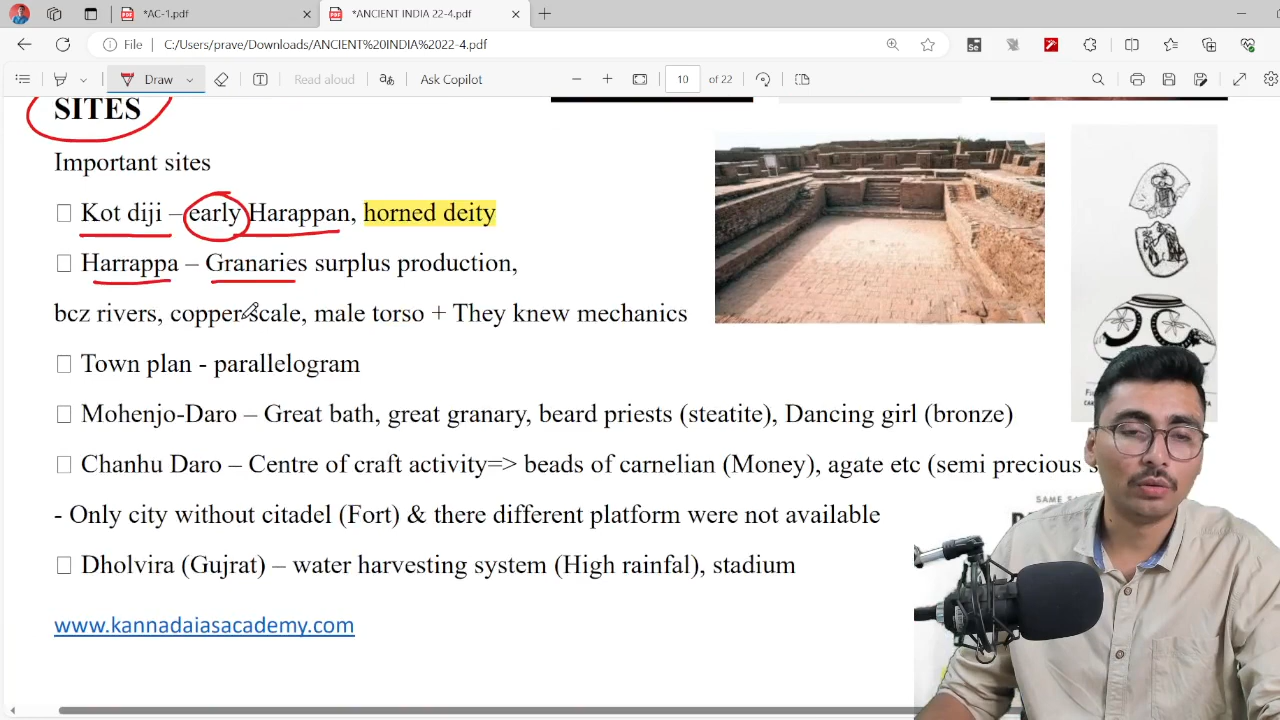 *AC-1.pdf
*ANCIENT INDIA 22-4.pdf
File C:/Users/prave/Downloads/ANCIENT%20INDIA%2022-4.pdf
Se
Draw
Read aloud
Ask Copilot
10 of 22
SITES
Important sites
Kot diji – early Harappan, horned deity
Harrappa – Granaries surplus production,
bcz rivers, copper scale, male torso + They knew mechanics
Town plan - parallelogram
Mohenjo-Daro – Great bath, great granary, beard priests (steatite), Dancing girl (bronze)
Chanhu Daro – Centre of craft activity=> beads of carnelian (Money), agate etc (semi precious
- Only city without citadel (Fort) & there different platform were not available
Dholvira (Gujrat) – water harvesting system (High rainfal), stadium
www.kannadaiasacademy.com